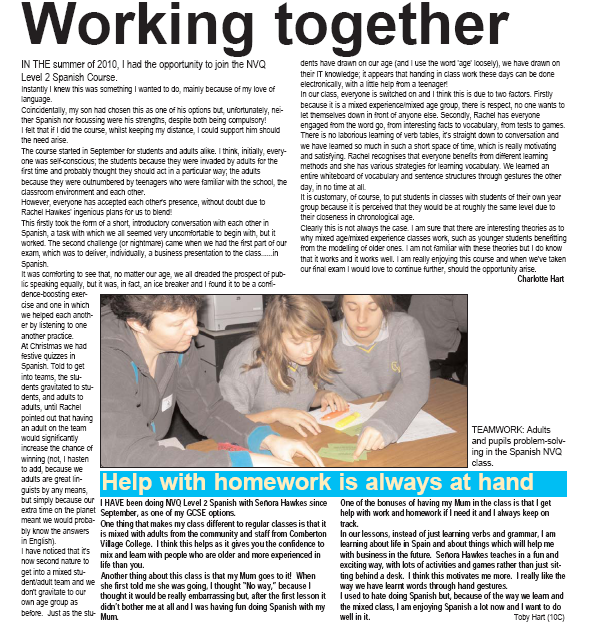 Working together
IN THE summer of 2010, I had the opportunity to join the NVQ
Level 2 Spanish Course.
Instantly I knew this was something I wanted to do, mainly because of my love of
language.
Coincidentally, my son had chosen this as one of his options but, unfortunately, nei-
ther Spanish nor focussing were his strengths, despite both being compulsory!
I felt that if I did the course, whilst keeping my distance, I could support him should
the need arise.
The course started in September for students and adults alike. I think, initially, every-
one was self-conscious; the students because they were invaded by adults for the
first time and probably thought they should act in a particular way; the adults
because they were outnumbered by teenagers who were familiar with the school, the
classroom environment and each other.
However, everyone has accepted each other's presence, without doubt due to
Rachel Hawkes' ingenious plans for us to blend!
This firstly took the form of a short, introductory conversation with each other in
Spanish, a task with which we all seemed very uncomfortable to begin with, but it
worked. The second challenge (or nightmare) came when we had the first part of our
exam, which was to deliver, individually, a business presentation to the class.....in
Spanish.
It was comforting to see that, no matter our age, we all dreaded the prospect of pub-
lic speaking equally, but it was, in fact, an ice breaker and I found it to be a confi-
dence-boosting exer-
cise and one in which
we helped each anoth-
er by listening to one
another practice.
At Christmas we had
festive quizzes in
Spanish. Told to get
into teams, the stu-
dents gravitated to stu-
dents, and adults to
adults, until Rachel
pointed out that having
an adult on the team
would significantly
increase the chance of
winning (not, I hasten
to add, because we
adults are great lin-
guists by any means,
but simply because our
extra time on the planet
meant we would proba-
bly know the answers
in English).
I have noticed that it's
now second nature to
get into a mixed stu-
dent/adult team and we
don't gravitate to our
own age group as
before. Just as the stu-
dents have drawn on our age (and I use the word 'age' loosely), we have drawn on
their IT knowledge; it appears that handing in class work these days can be done
electronically, with a little help from a teenager!
In our class, everyone is switched on and I think this is due to two factors. Firstly
because it is a mixed experience/mixed age group, there is respect, no one wants to
let themselves down in front of anyone else. Secondly, Rachel has everyone
engaged from the word go, from interesting facts to vocabulary, from tests to games.
There is no laborious learning of verb tables, it's straight down to conversation and
we have learned so much in such a short space of time, which is really motivating
and satisfying. Rachel recognises that everyone benefits from different learning
methods and she has various strategies for learning vocabulary. We learned an
entire whiteboard of vocabulary and sentence structures through gestures the other
day, in no time at all.
It is customary, of course, to put students in classes with students of their own year
group because it is perceived that they would be at roughly the same level due to
their closeness in chronological age.
Clearly this is not always the case. I am sure that there are interesting theories as to
why mixed age/mixed experience classes work, such as younger students benefiting
from the modelling of older ones. I am not familiar with these theories but I do know
that it works and it works well. I am really enjoying this course and when we've taken
our final exam I would love to continue further, should the opportunity arise.
Charlotte Hart
TEAMWORK: Adults
and pupils problem-solv-
ing in the Spanish NVQ
class.
Help with homework is always at hand
I HAVE been doing NVQ Level 2 Spanish with Señora Hawkes since
September, as one of my GCSE options.
One thing that makes my class different to regular classes is that it
is mixed with adults from the community and staff from Comberton
Village College. I think this helps as it gives you the confidence to
mix and learn with people who are older and more experienced in
life than you.
Another thing about this class is that my Mum goes to it! When
she first told me she was going, I thought "No way," because I
thought it would be really embarrassing but, after the first lesson it
didn't bother me at all and I was having fun doing Spanish with my
Mum.
One of the bonuses of having my Mum in the class is that I get
help with work and homework if I need it and I always keep on
track.
In our lessons, instead of just learning verbs and grammar, I am
learning about life in Spain and about things which will help me
with business in the future. Señora Hawkes teaches in a fun and
exciting way, with lots of activities and games rather than just sit-
ting behind a desk. I think this motivates me more. I really like the
way we have learnt words through hand gestures.
I used to hate doing Spanish but, because of the way we learn and
the mixed class, I am enjoying Spanish a lot now and I want to do
well in it.
Toby Hart (10C)